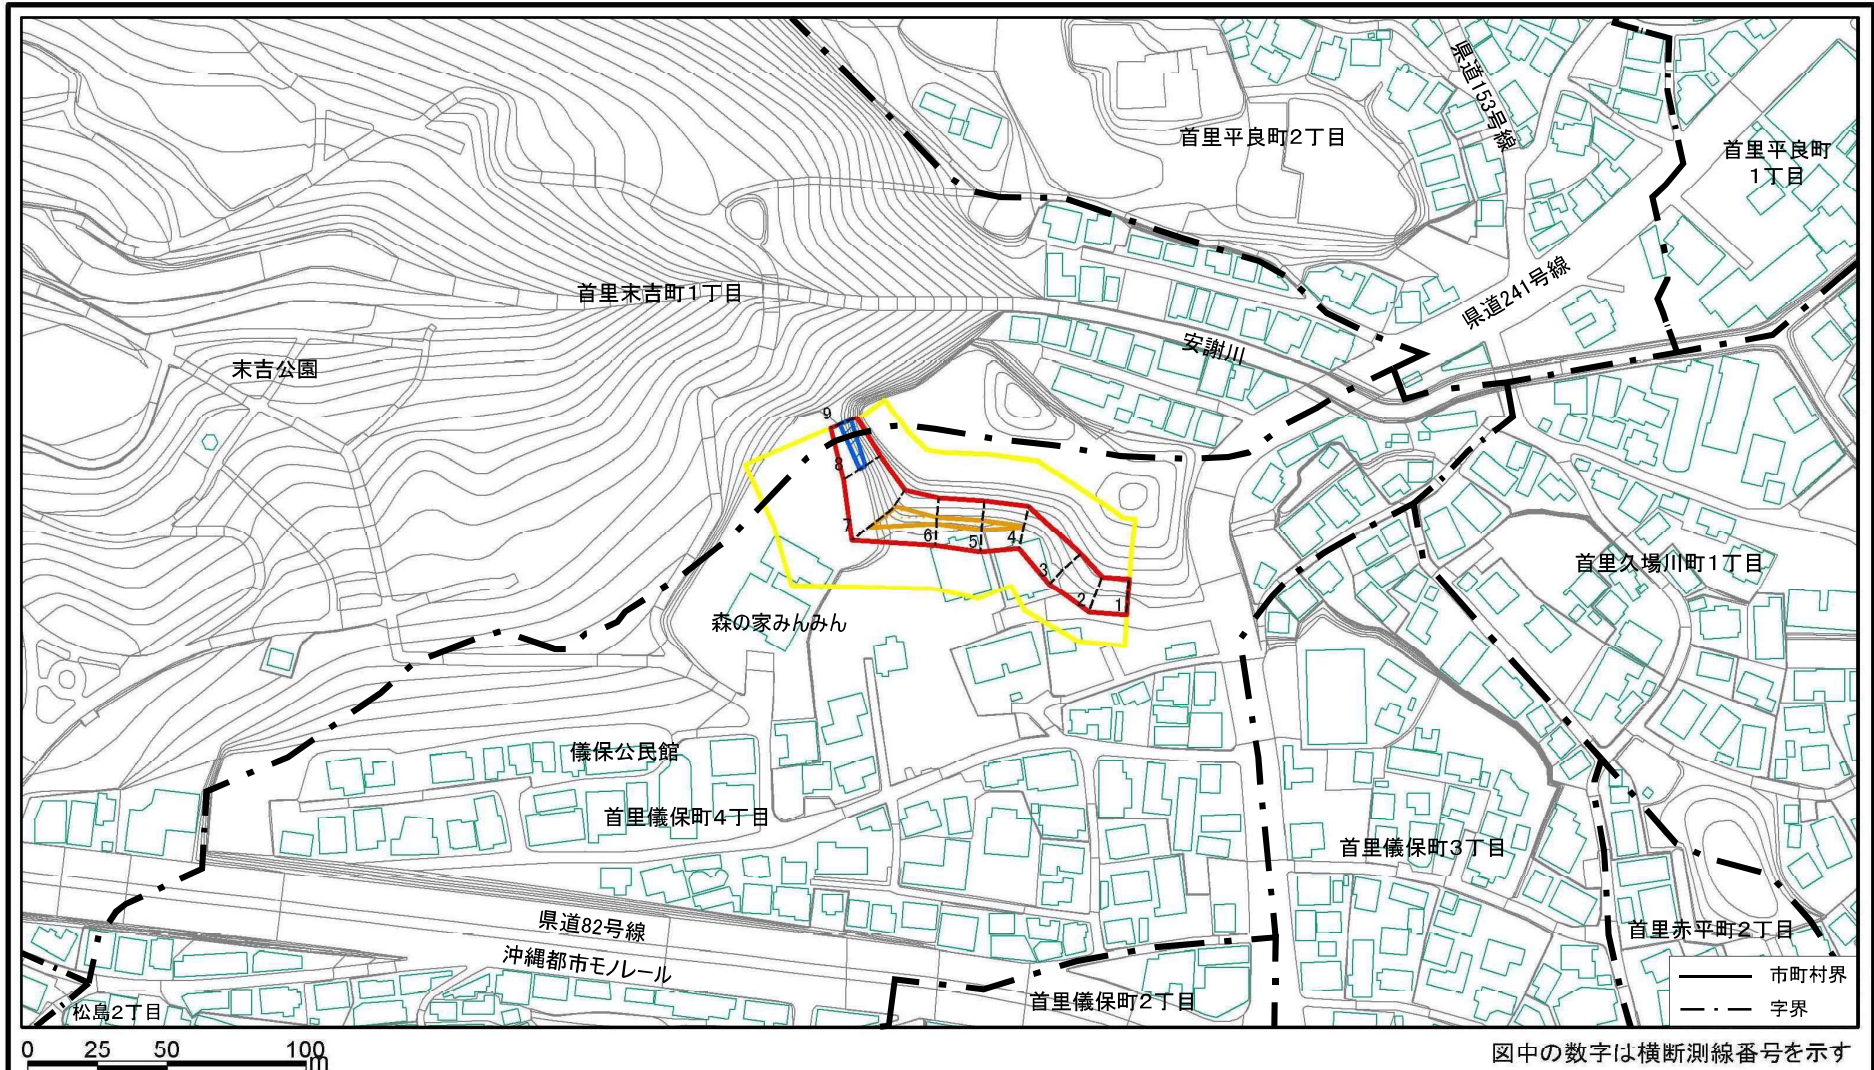 県道153号線
首里平良町2丁目
首里平良町
1丁目
首里末吉町1丁目
県道241号線
安謝川
末吉公園
9
8
7
6
5
4
3
2
1
首里久場川町1丁目
森の家みんみん
儀保公民館
首里儀保町4丁目
首里儀保町3丁目
県道82号線
首里赤平町2丁目
沖縄都市モノレール
市町村界
首里儀保町2丁目
字界
松島2丁目
0 25 50 100
m
図中の数字は横断測線番号を示す